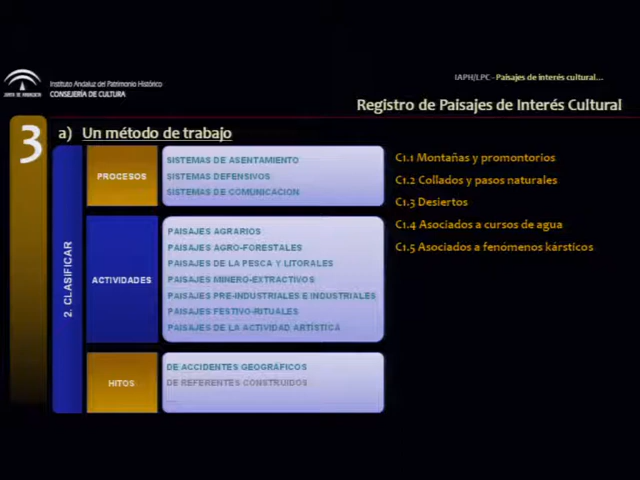 JUNTA DE ANDALUCIA
Instituto Andaluz del Patrimonio Histórico
CONSEJERÍA DE CULTURA
IAPH/LPC - Paisajes de interés cultural...
Registro de Paisajes de Interés Cultural
3
a) Un método de trabajo
2. CLASIFICAR
PROCESOS
SISTEMAS DE ASENTAMIENTO
SISTEMAS DEFENSIVOS
SISTEMAS DE COMUNICACION
ACTIVIDADES
PAISAJES AGRARIOS
PAISAJES AGRO-FORESTALES
PAISAJES DE LA PESCA Y LITORALES
PAISAJES MINERO-EXTRACTIVOS
PAISAJES PRE-INDUSTRIALES E INDUSTRIALES
PAISAJES FESTIVO-RITUALES
PAISAJES DE LA ACTIVIDAD ARTÍSTICA
HITOS
DE ACCIDENTES GEOGRÁFICOS
DE REFERENTES CONSTRUIDOS
...
C1.1 Montañas y promontorios
C1.2 Collados y pasos naturales
C1.3 Desiertos
C1.4 Asociados a cursos de agua
C1.5 Asociados a fenómenos kársticos